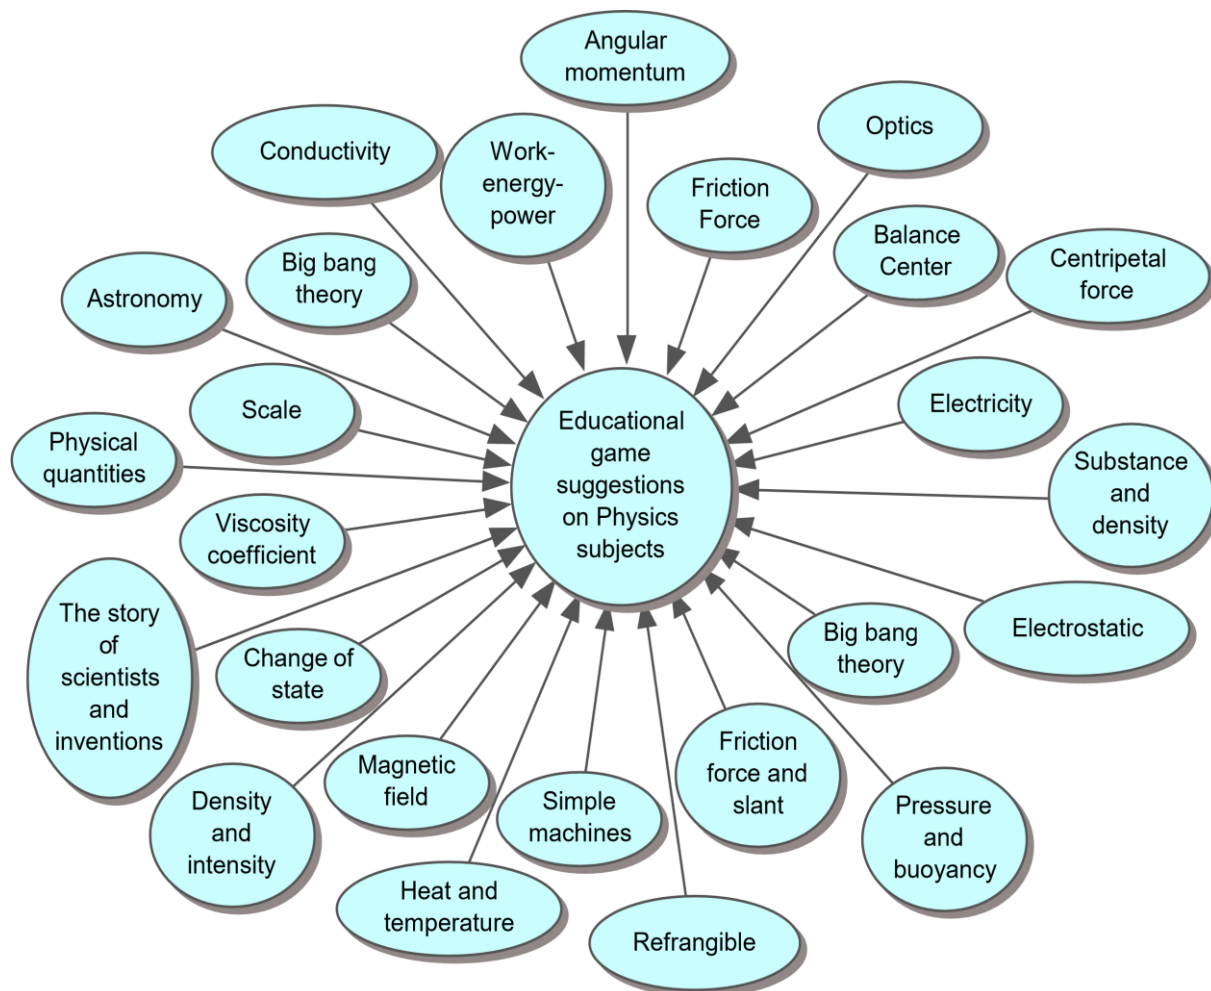 Angular
momentum
Optics
Conductivity
Work-
energy-
power
Friction
Force
Balance
Center
Centripetal
force
Big bang
theory
Astronomy
Scale
Electricity
Physical
quantities
Educational
game
suggestions
on Physics
subjects
Substance
and
density
Viscosity
coefficient
The story
of
scientists
and
inventions
Change of
state
Big bang
theory
Electrostatic
Density
and
intensity
Magnetic
field
Simple
machines
Friction
force and
slant
Pressure
and
buoyancy
Heat and
temperature
Refrangible